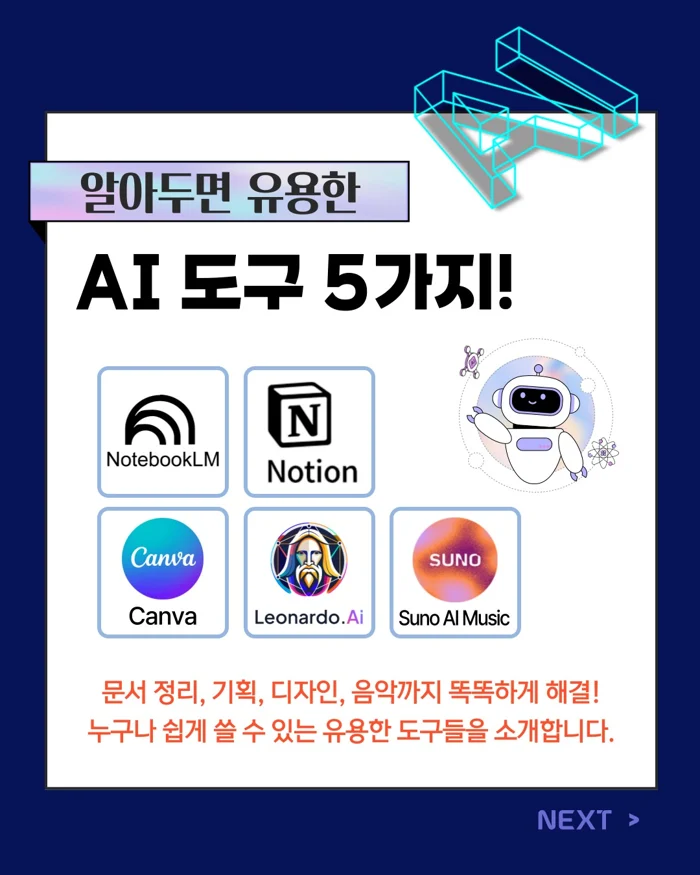 AI
알아두면 유용한
AI 도구 5가지!
NotebookLM
N
Notion
Canva
Canva
Leonardo.Ai
SUNO
Suno AI Music
문서 정리, 기획, 디자인, 음악까지 똑똑하게 해결!
누구나 쉽게 쓸 수 있는 유용한 도구들을 소개합니다.
NEXT >